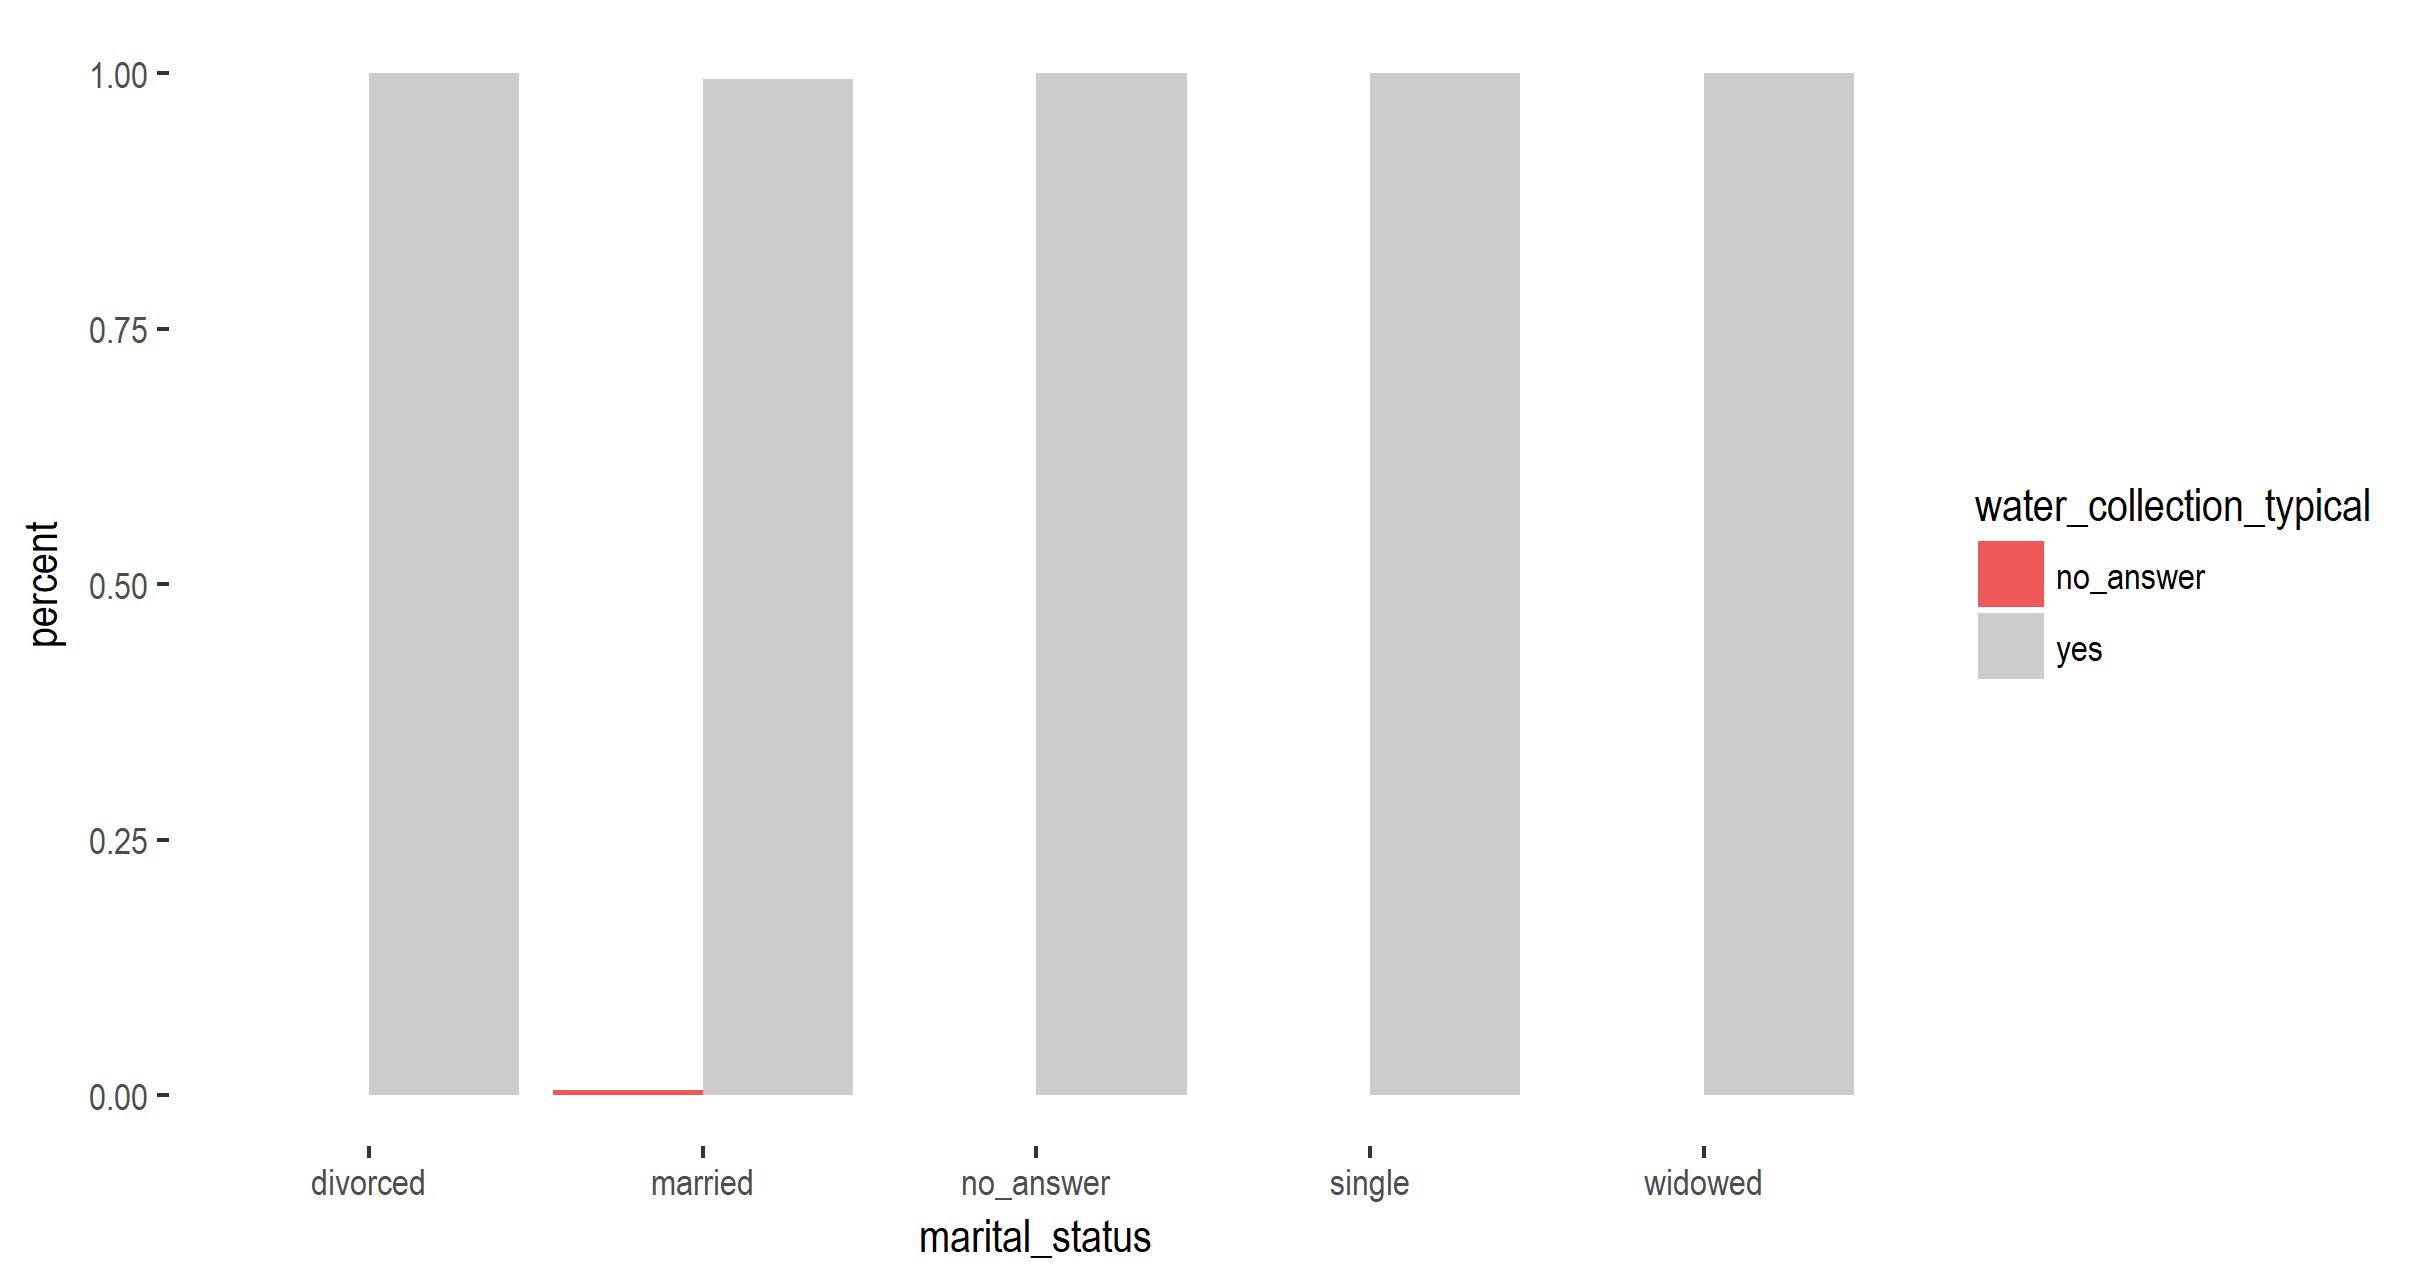 1.00
0.75
0.50
0.25
0.00
percent
divorced
married
no_answer
single
widowed
marital_status
water_collection_typical
no_answer
yes